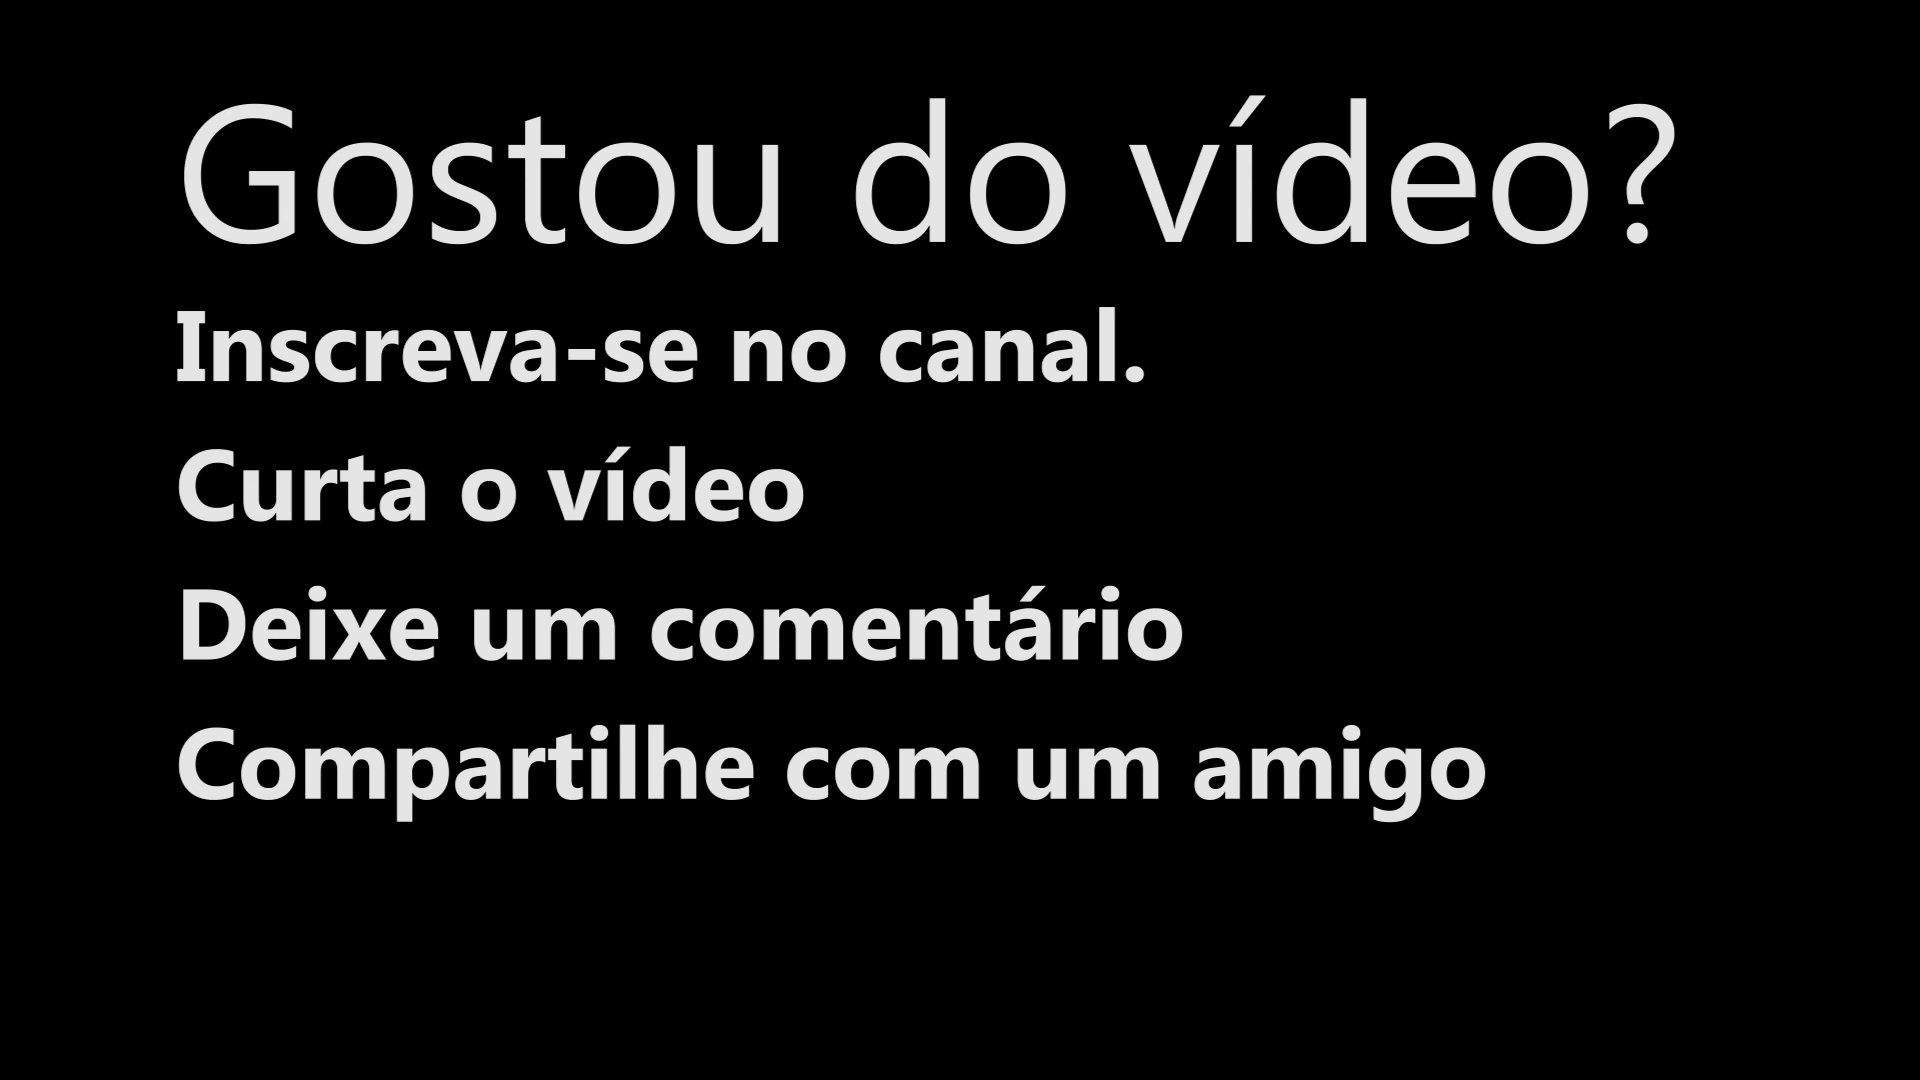 Gostou do vídeo?
Inscreva-se no canal.
Curta o vídeo
Deixe um comentário
Compartilhe com um amigo